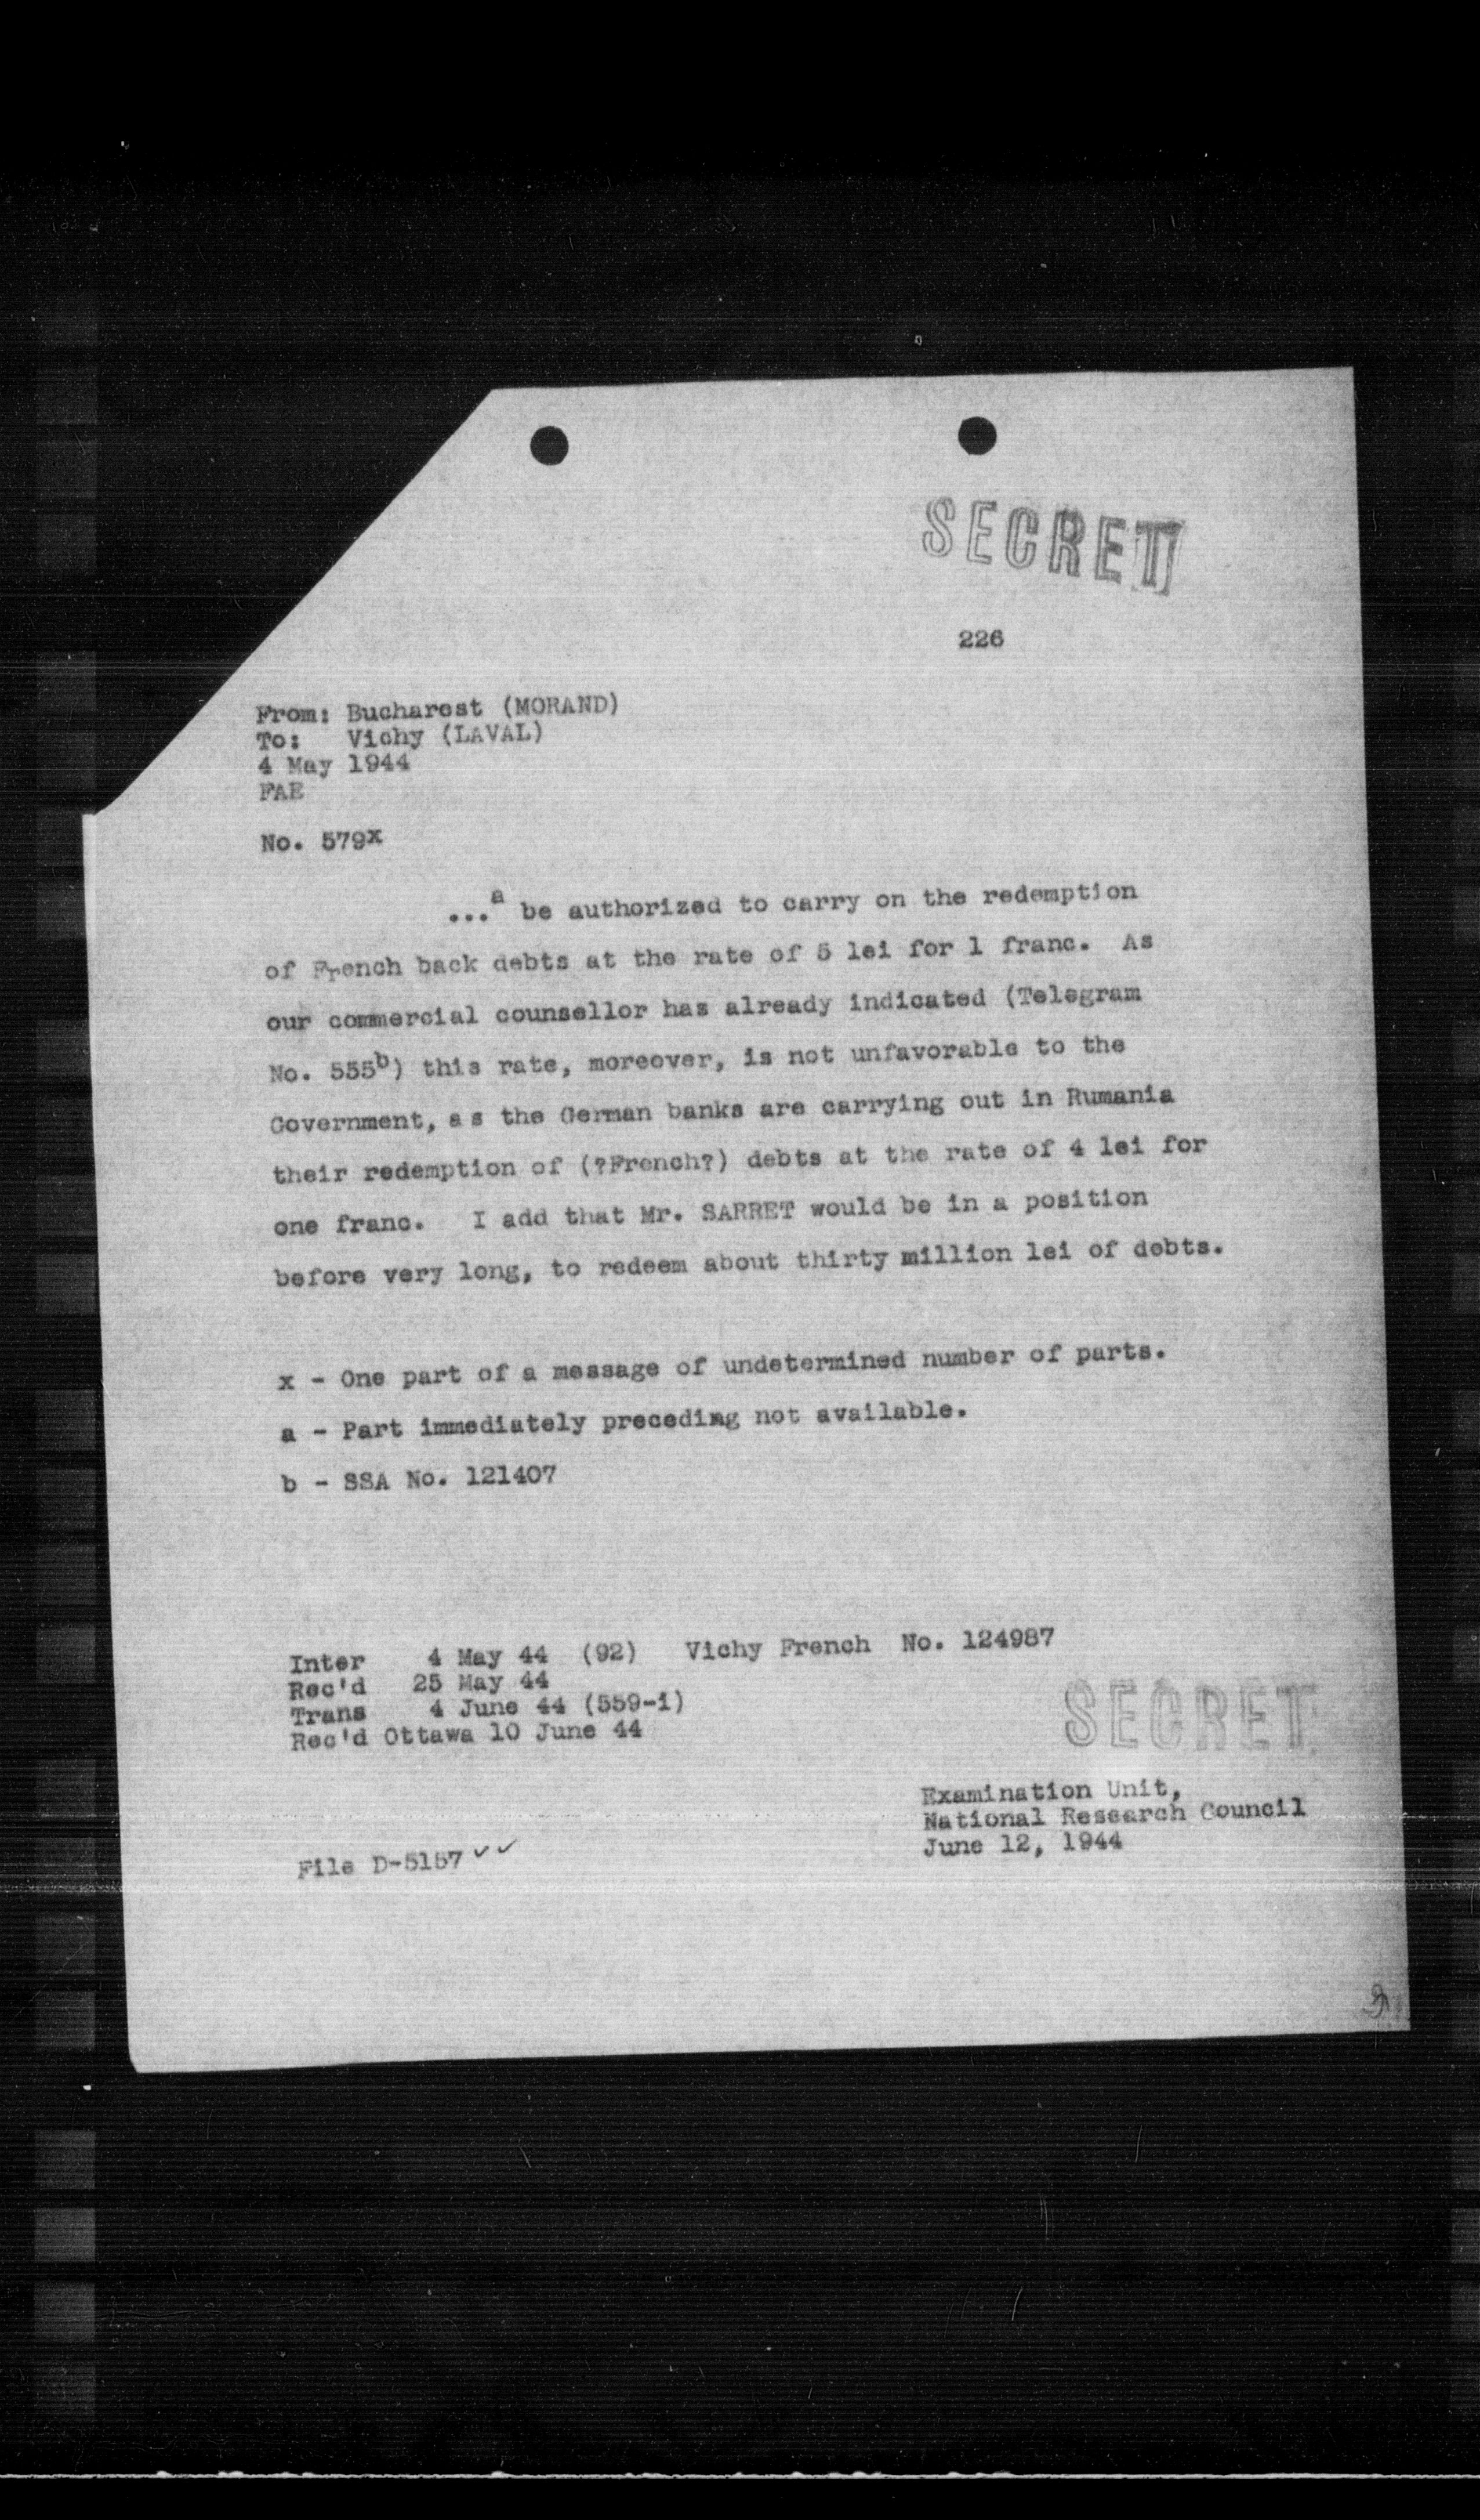 SECRET
226
From: Bucharest (MORAND)
To: Vichy (LAVAL)
4 May 1944
FAE
No. 579x
...a be authorized to carry on the redemption
of French back debts at the rate of 5 lei for 1 franc. As
our commercial counsellor has already indicated (Telegram
No. 555b) this rate, moreover, is not unfavorable to the
Government, as the German banks are carrying out in Rumania
their redemption of (?French?) debts at the rate of 4 lei for
one franc. I add that Mr. SARRET would be in a position
before very long, to redeem about thirty million lei of debts.
x - One part of a message of undetermined number of parts.
a - Part immediately preceding not available.
b - SSA No. 121407
Inter 4 May 44 (92) Vichy French No. 124987
Rec'd 25 May 44
Trans 4 June 44 (559-i)
Rec'd Ottawa 10 June 44
SECRET
Examination Unit,
National Research Council
June 12, 1944
File D-5157